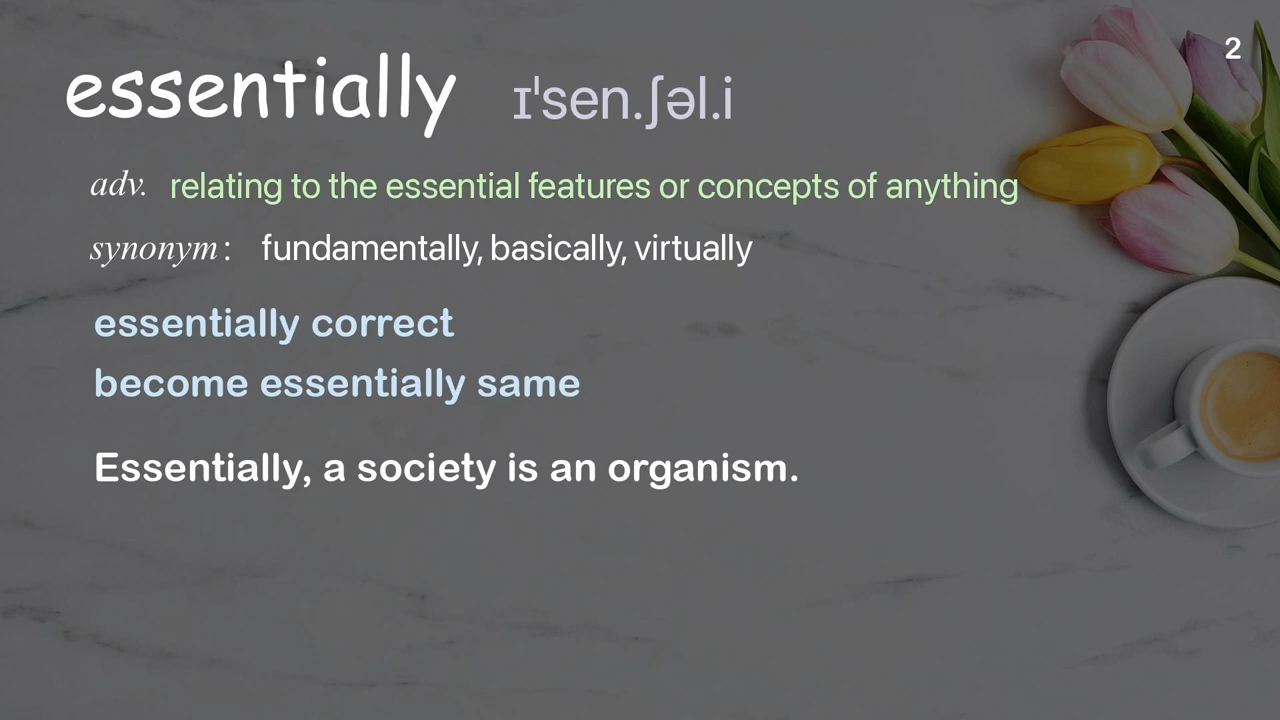 2
essentially ɪˈsen.ʃəl.i
adv. relating to the essential features or concepts of anything
synonym: fundamentally, basically, virtually
essentially correct
become essentially same
Essentially, a society is an organism.